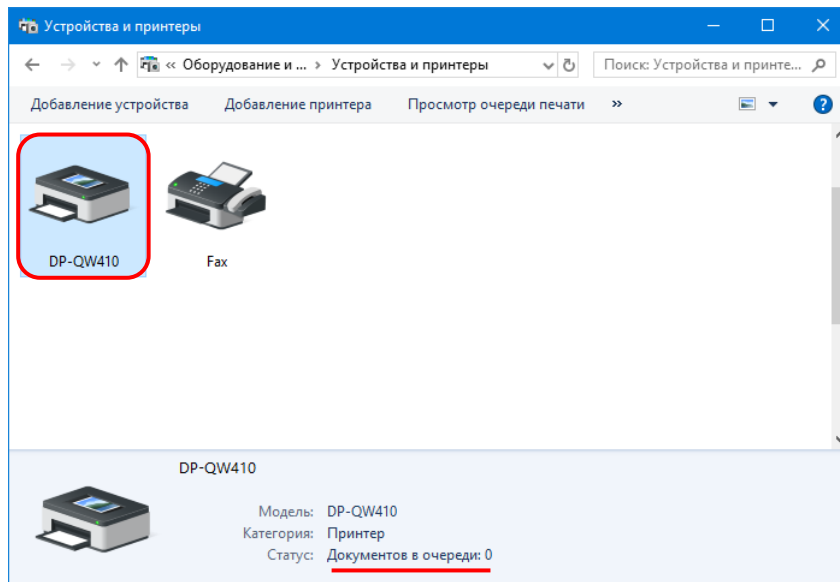 Устройства и принтеры
« Оборудование и ... › Устройства и принтеры
Поиск: Устройства и принте...
Добавление устройства Добавление принтера Просмотр очереди печати »
DP-QW410 Fax
DP-QW410
Модель: DP-QW410
Категория: Принтер
Статус: Документов в очереди: 0